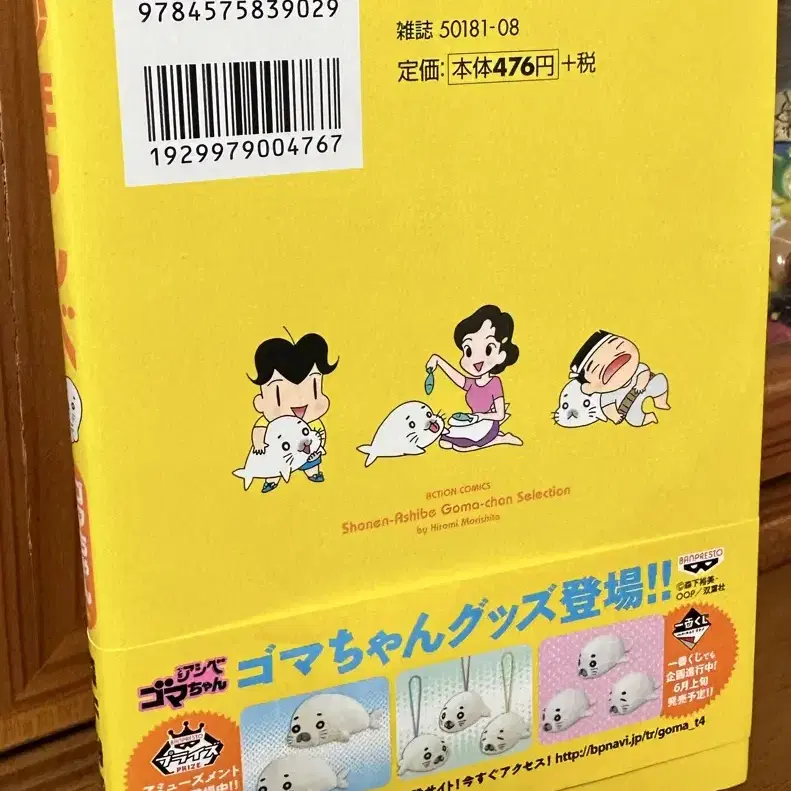 9784575839029
1929979004767
雑誌 50181-08
定価:本体476円+税
ACTION COMICS
Shonen-Ashibe Goma-chan Selection
by Hiromi Morishita
BANPRESTO
©森下裕美・
OOP/双葉社
ゴマちゃんグッズ登場!!
アシベ
ゴマちゃん
一番くじ
一番くじでも
企画進行中!
6月上旬
発売予定!!
BANPRESTO
プライズ
PRIZE
アミューズメント
サイト!今すぐアクセス! http://bpnavi.jp/tr/goma_t4